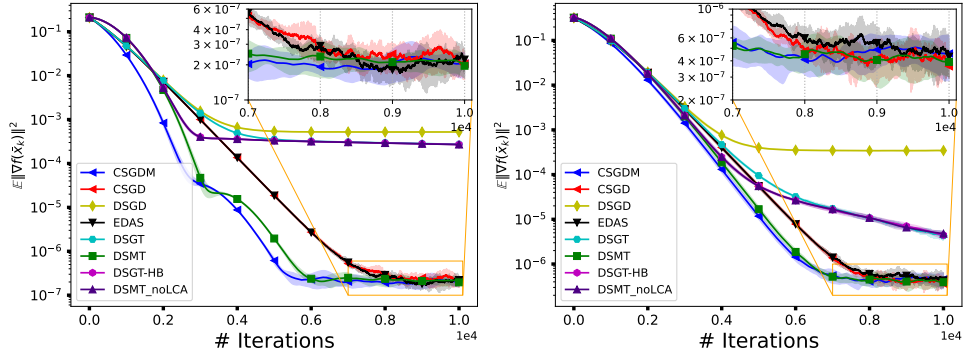 6 × 10⁻⁷
4 × 10⁻⁷
3 × 10⁻⁷
2 × 10⁻⁷
10⁻⁷
0.7
0.8
0.9
1.0
1e4
10⁻¹
10⁻²
10⁻³
10⁻⁴
10⁻⁵
10⁻⁶
10⁻⁷
𝔼‖∇f(x̄ₖ)‖²
CSGDM
CSGD
DSGD
EDAS
DSGT
DSMT
DSGT-HB
DSMT_noLCA
0.0
0.2
0.4
0.6
0.8
1.0
1e4
# Iterations
10⁻⁶
6 × 10⁻⁷
4 × 10⁻⁷
3 × 10⁻⁷
2 × 10⁻⁷
0.7
0.8
0.9
1.0
1e4
10⁻¹
10⁻²
10⁻³
10⁻⁴
10⁻⁵
10⁻⁶
10⁻⁷
𝔼‖∇f(x̄ₖ)‖²
CSGDM
CSGD
DSGD
EDAS
DSGT
DSMT
DSGT-HB
DSMT_noLCA
0.0
0.2
0.4
0.6
0.8
1.0
1e4
# Iterations